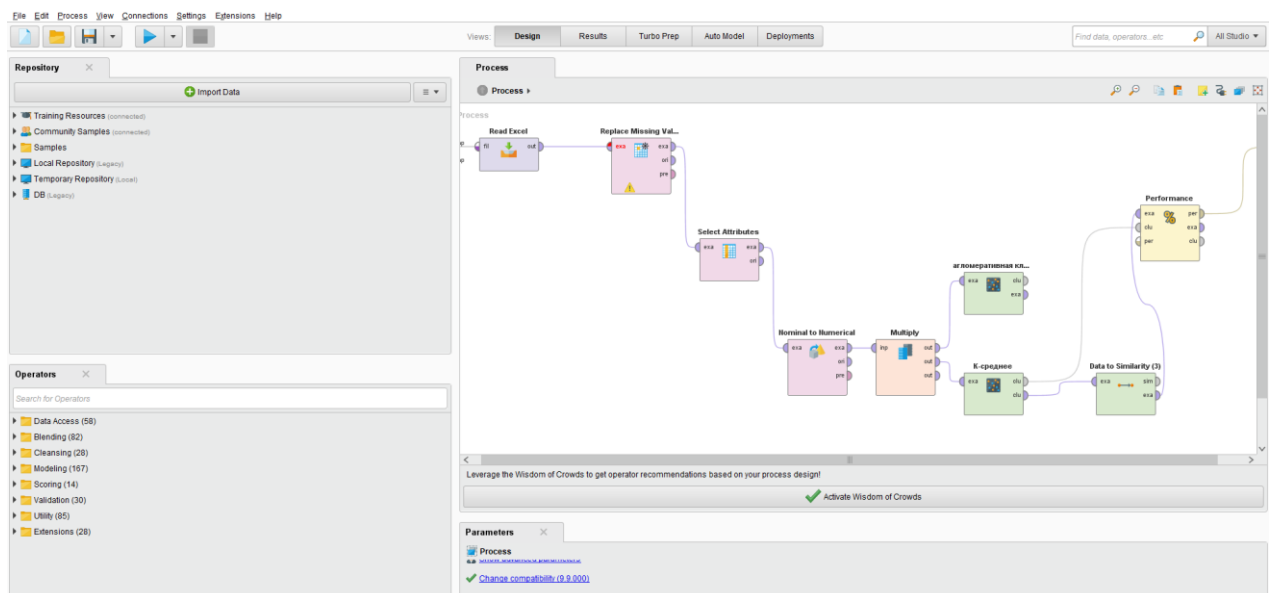 File Edit Process View Connections Settings Extensions Help
Views: Design Results Turbo Prep Auto Model Deployments
Find data, operators...etc
All Studio
Repository
Import Data
Training Resources (connected)
Community Samples (connected)
Samples
Local Repository (Legacy)
Temporary Repository (Local)
DB (Legacy)
Operators
Search for Operators
Data Access (58)
Blending (82)
Cleansing (28)
Modeling (167)
Scoring (14)
Validation (30)
Utility (85)
Extensions (28)
Process
Process
Process
Read Excel
fil out
Replace Missing Val...
exa exa
ori
pre
Select Attributes
exa exa
ori
Nominal to Numerical
exa exa
ori
pre
Multiply
inp out
out
out
агломеративная кл...
exa clu
exa
К-среднее
exa clu
clu
Data to Similarity (3)
exa sim
exa
Performance
exa per
clu exa
per clu
Leverage the Wisdom of Crowds to get operator recommendations based on your process design!
Activate Wisdom of Crowds
Parameters
Process
Change compatibility (9.9.000)